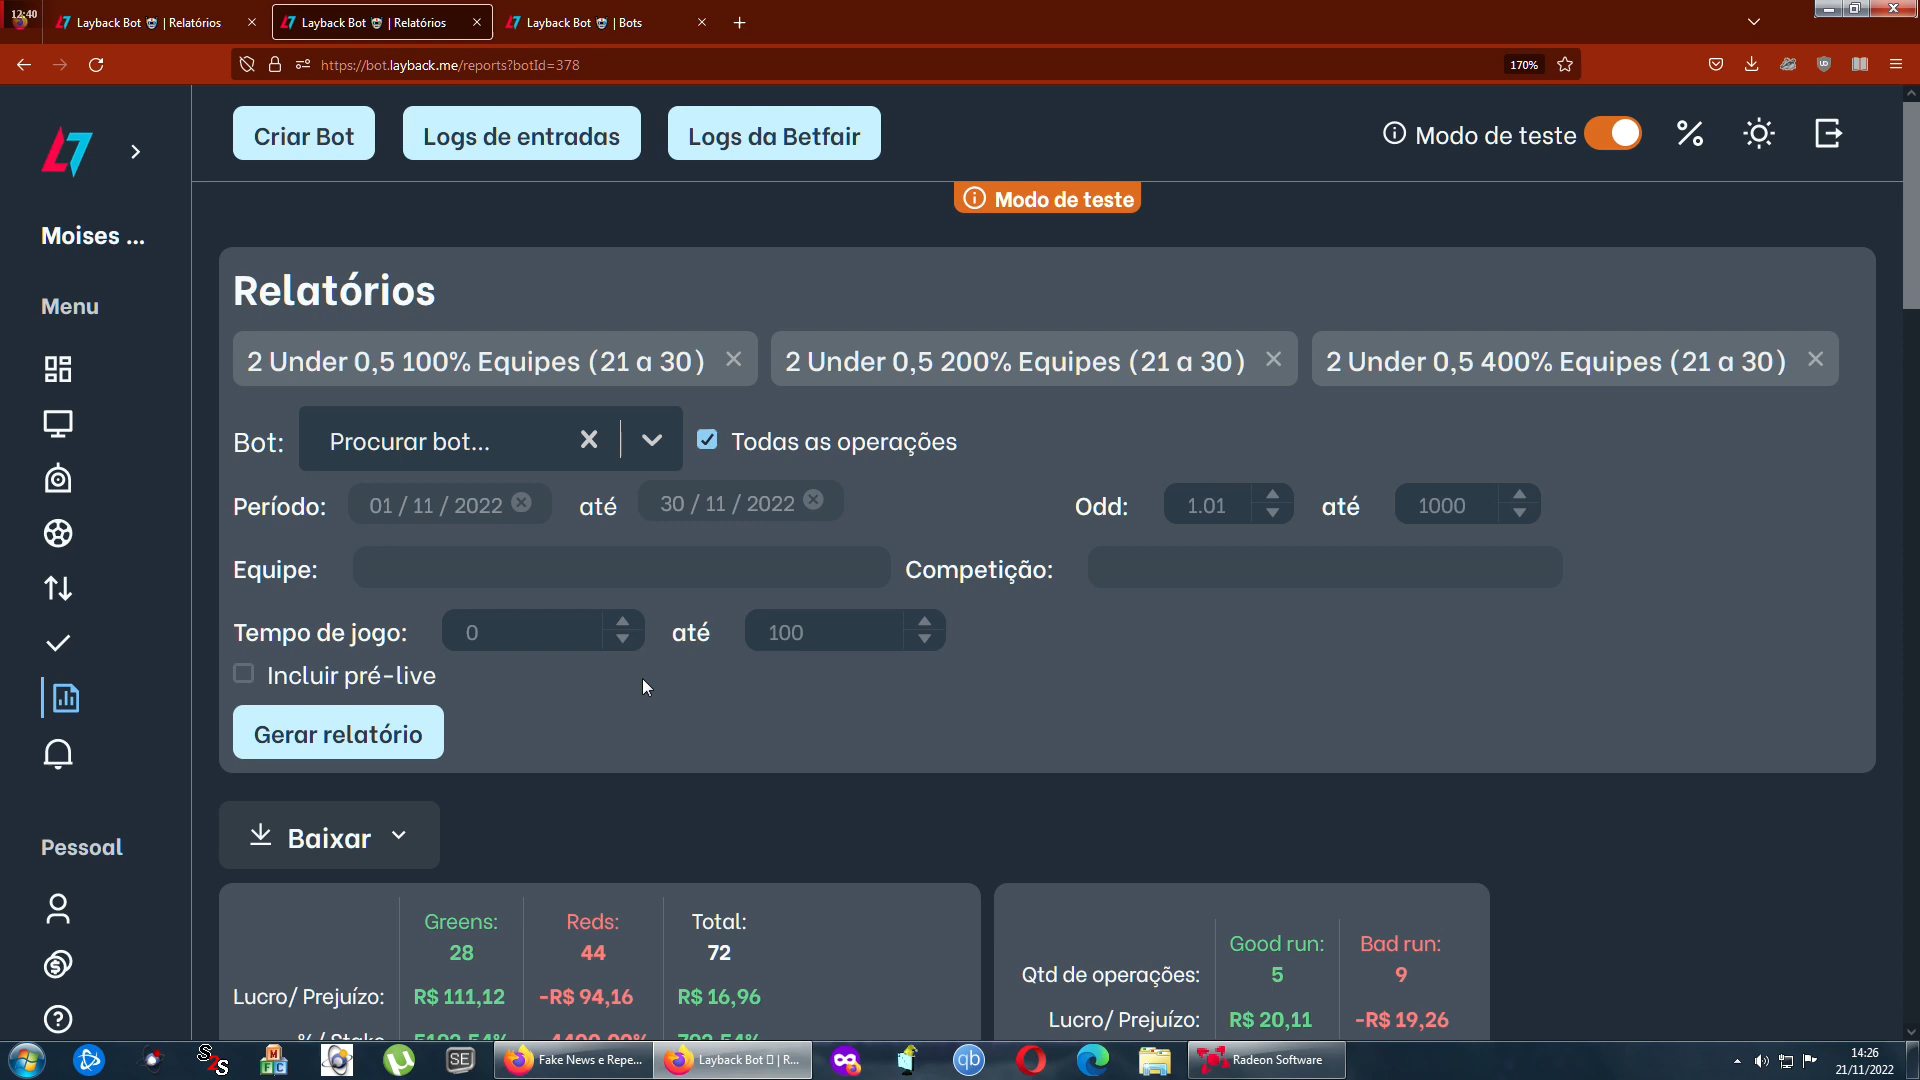 12:40
Layback Bot | Relatórios
Layback Bot | Relatórios
Layback Bot | Bots
https://bot.layback.me/reports?botId=378
170%
Criar Bot
Logs de entradas
Logs da Betfair
Modo de teste
Modo de teste
Moises ...
Menu
Pessoal
Relatórios
2 Under 0,5 100% Equipes (21 a 30)
2 Under 0,5 200% Equipes (21 a 30)
2 Under 0,5 400% Equipes (21 a 30)
Bot: Procurar bot...
Todas as operações
Período: 01 / 11 / 2022 até 30 / 11 / 2022
Odd: 1.01 até 1000
Equipe:
Competição:
Tempo de jogo: 0 até 100
Incluir pré-live
Gerar relatório
Baixar
Greens: Reds: Total:
28 44 72
Lucro/ Prejuízo: R$ 111,12 -R$ 94,16 R$ 16,96
Good run: Bad run:
Qtd de operações: 5 9
Lucro/ Prejuízo: R$ 20,11 -R$ 19,26
Fake News e Repe...
Layback Bot | R...
Radeon Software
14:26
21/11/2022